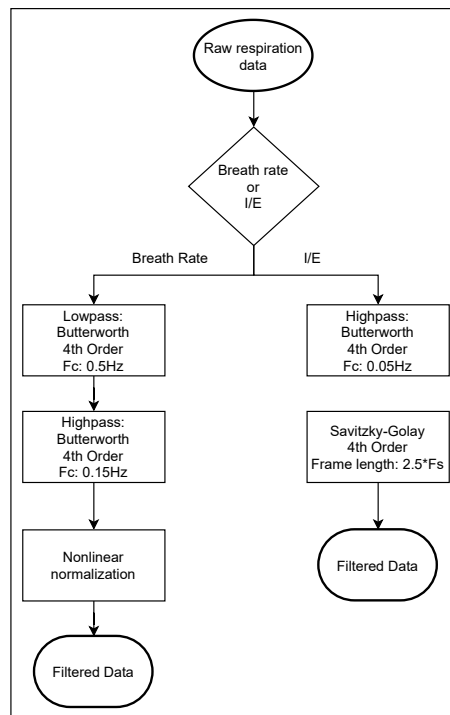 Raw respiration
data
Breath rate
or
I/E
Breath Rate
I/E
Lowpass:
Butterworth
4th Order
Fc: 0.5Hz
Highpass:
Butterworth
4th Order
Fc: 0.05Hz
Highpass:
Butterworth
4th Order
Fc: 0.15Hz
Savitzky-Golay
4th Order
Frame length: 2.5*Fs
Nonlinear
normalization
Filtered Data
Filtered Data